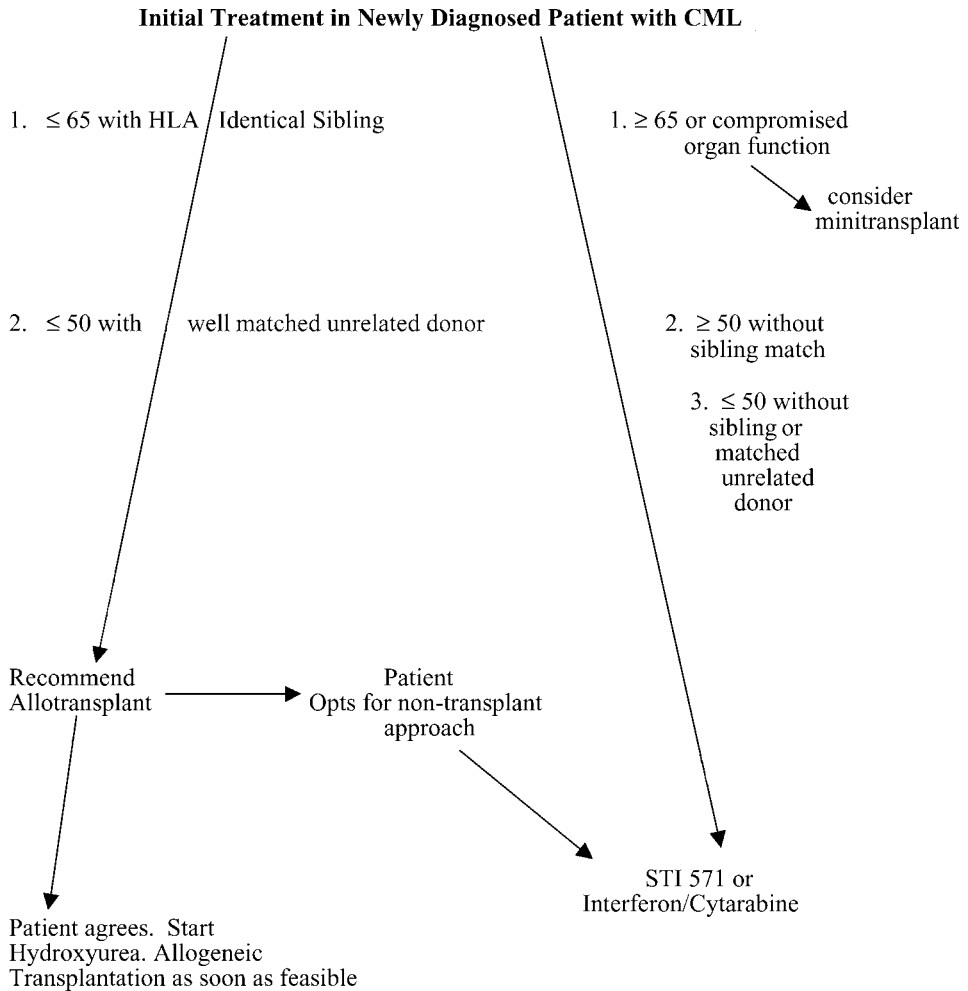 Initial Treatment in Newly Diagnosed Patient with CML
1. ≤ 65 with HLA Identical Sibling
1. ≥ 65 or compromised
organ function
consider
minitransplant
2. ≤ 50 with well matched unrelated donor
2. ≥ 50 without
sibling match
3. ≤ 50 without
sibling or
matched
unrelated
donor
Recommend
Allotransplant
Patient
Opts for non-transplant
approach
STI 571 or
Interferon/Cytarabine
Patient agrees. Start
Hydroxyurea. Allogeneic
Transplantation as soon as feasible